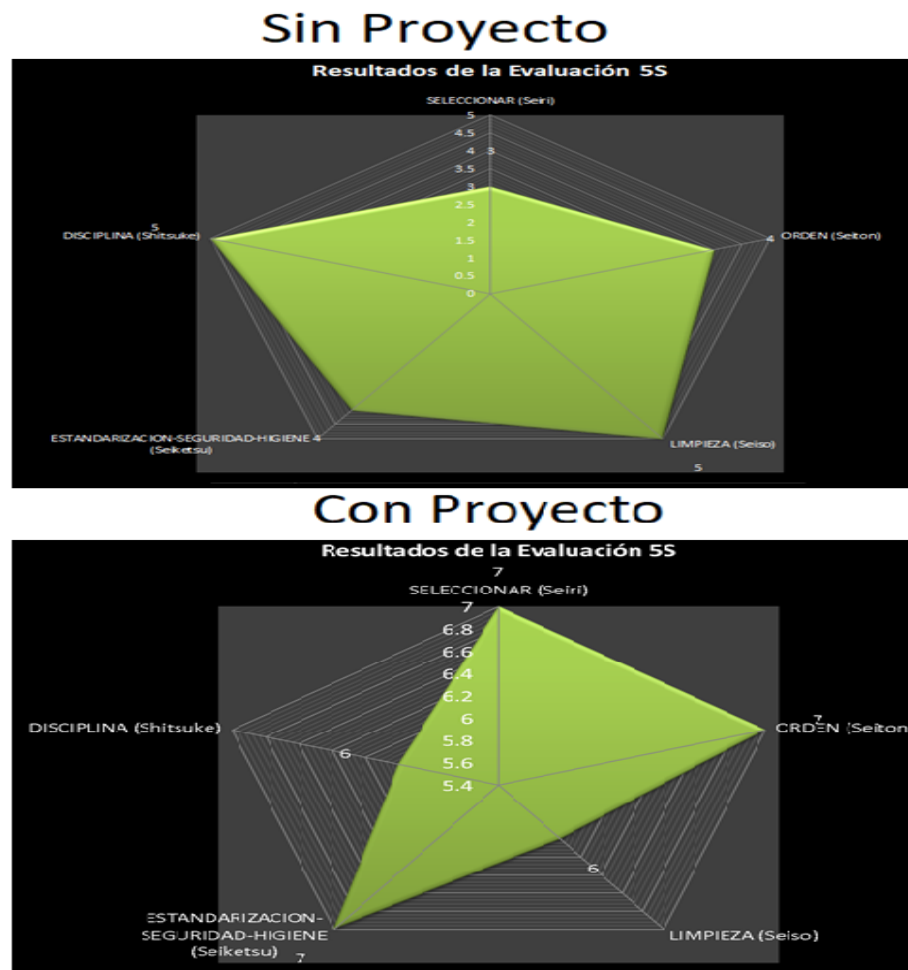 Sin Proyecto
Resultados de la Evaluación 5S
SELECCIONAR (Seiri)
5
4.5
4
3
3.5
3
2.5
2
1.5
1
0.5
0
5
DISCIPLINA (Shitsuke)
4
ORDEN (Seiton)
ESTANDARIZACION-SEGURIDAD-HIGIENE 4
(Seiketsu)
LIMPIEZA (Seiso)
5
Con Proyecto
Resultados de la Evaluación 5S
7
SELECCIONAR (Seiri)
7
6.8
6.6
6.4
6.2
6
5.8
5.6
5.4
DISCIPLINA (Shitsuke)
6
7
ORDEN (Seiton
6
ESTANDARIZACION-
SEGURIDAD-HIGIENE
(Seiketsu)
7
LIMPIEZA (Seiso)